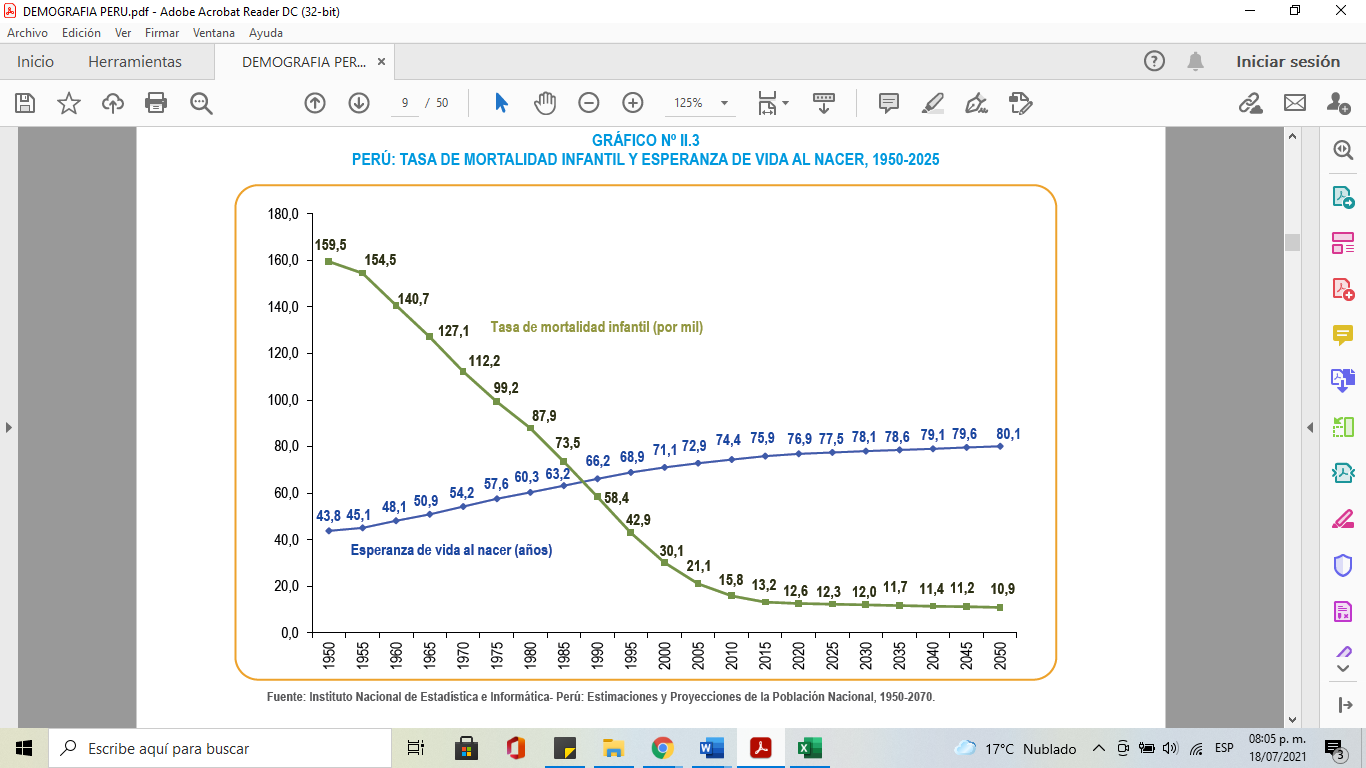 DEMOGRAFIA PERU.pdf - Adobe Acrobat Reader DC (32-bit)
Archivo Edición Ver Firmar Ventana Ayuda
Inicio Herramientas DEMOGRAFIA PER... × Iniciar sesión
9 / 50 125%
GRÁFICO Nº II.3
PERÚ: TASA DE MORTALIDAD INFANTIL Y ESPERANZA DE VIDA AL NACER, 1950-2025
180,0
160,0
140,0
120,0
100,0
80,0
60,0
40,0
20,0
0,0
159,5 154,5 140,7 127,1 112,2 99,2 87,9 73,5 58,4 42,9 30,1 21,1 15,8 13,2 12,6 12,3 12,0 11,7 11,4 11,2 10,9
Tasa de mortalidad infantil (por mil)
43,8 45,1 48,1 50,9 54,2 57,6 60,3 63,2 66,2 68,9 71,1 72,9 74,4 75,9 76,9 77,5 78,1 78,6 79,1 79,6 80,1
Esperanza de vida al nacer (años)
1950 1955 1960 1965 1970 1975 1980 1985 1990 1995 2000 2005 2010 2015 2020 2025 2030 2035 2040 2045 2050
Fuente: Instituto Nacional de Estadística e Informática- Perú: Estimaciones y Proyecciones de la Población Nacional, 1950-2070.
Escribe aquí para buscar
17°C Nublado
ESP
08:05 p. m.
18/07/2021
3